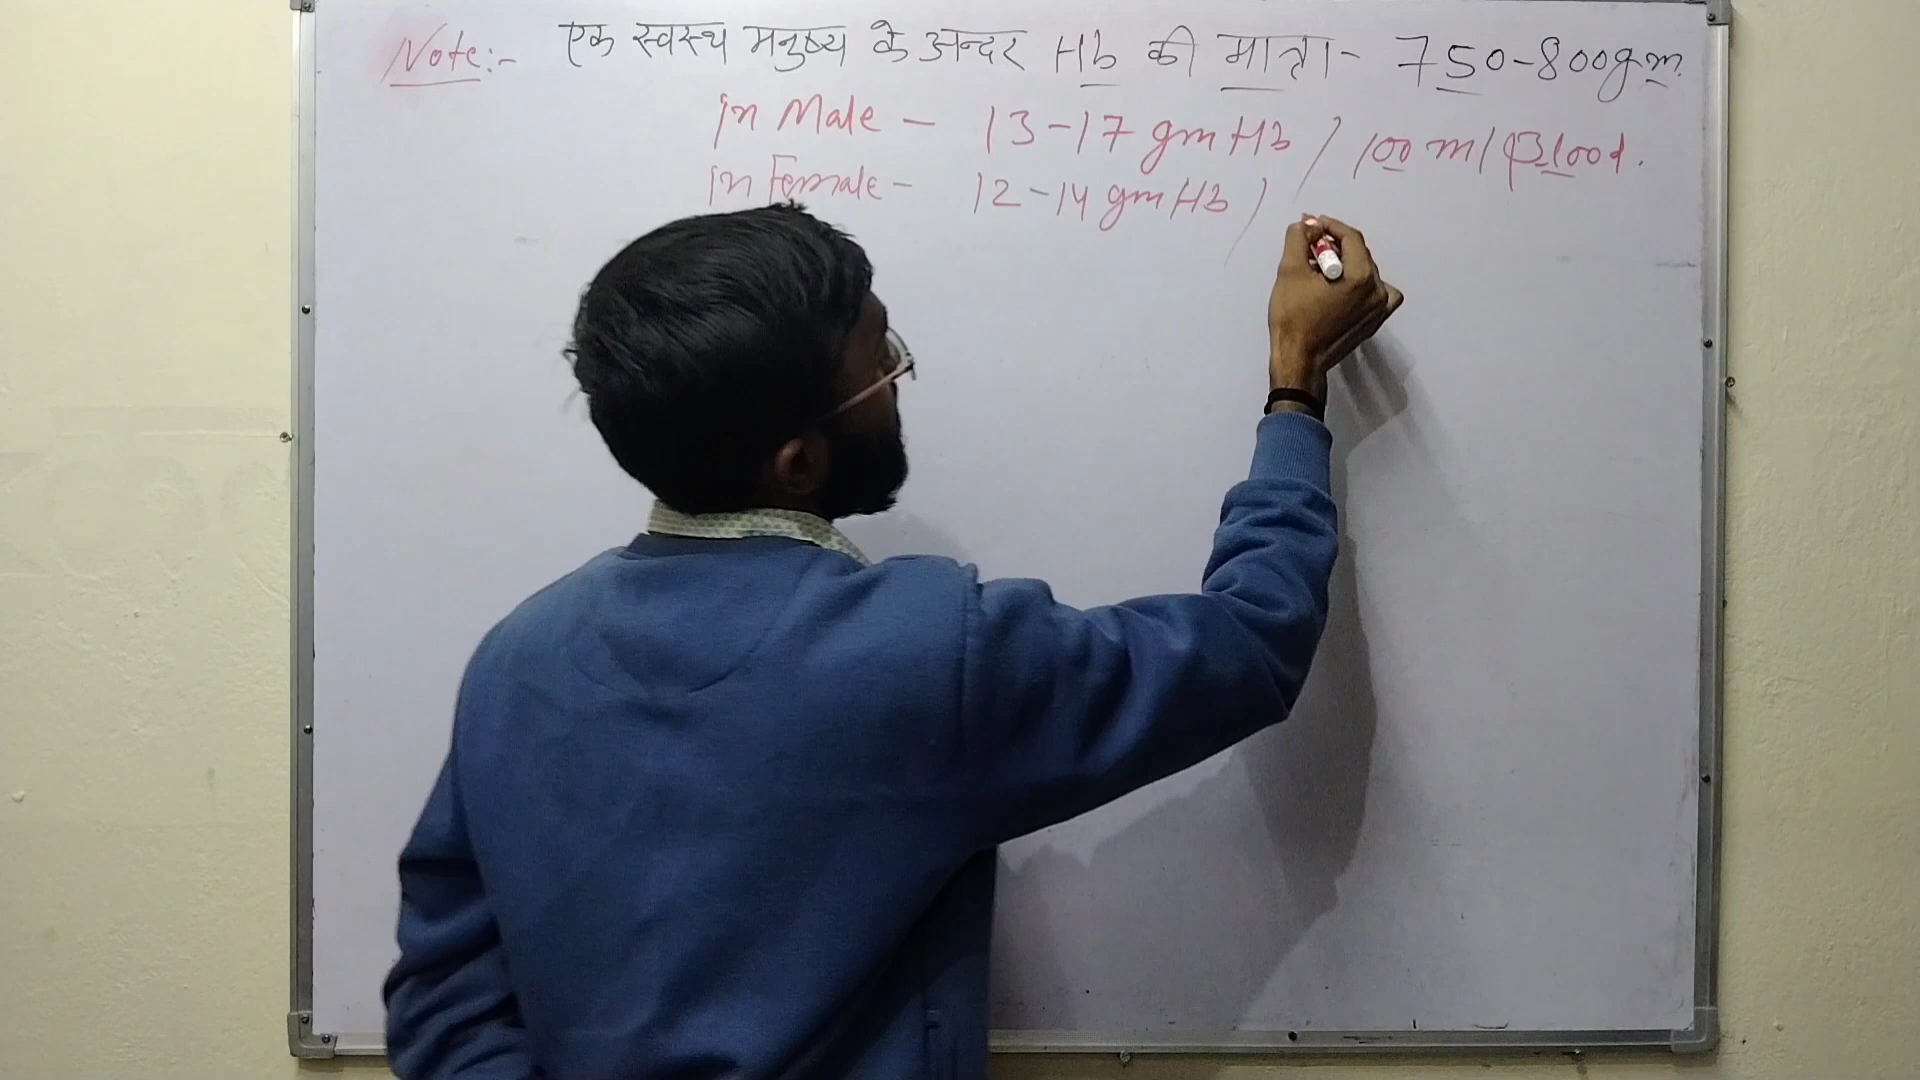 Note:- एक स्वस्थ मनुष्य के अन्दर Hb की मात्रा - 750-800gm.
in Male - 13-17 gm Hb / 100 ml Blood.
in Female - 12-14 gm Hb /